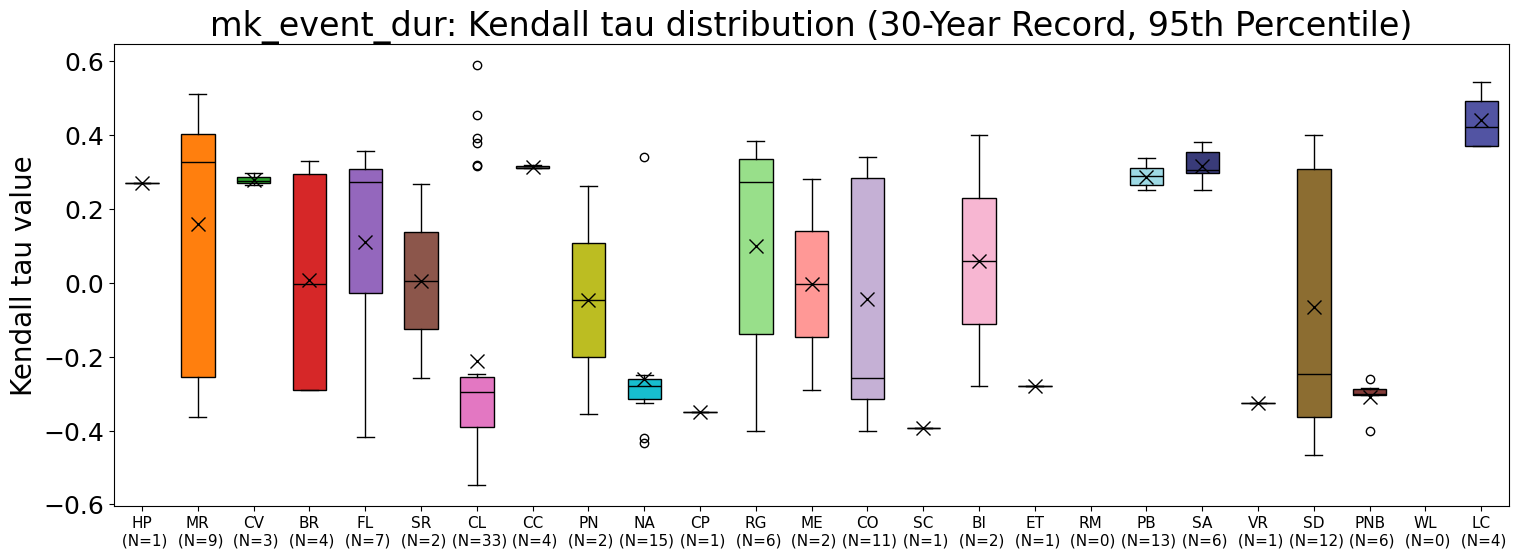 mk_event_dur: Kendall tau distribution (30-Year Record, 95th Percentile)
Kendall tau value
0.6
0.4
0.2
0.0
−0.2
−0.4
−0.6
HP MR CV BR FL SR CL CC PN NA CP RG ME CO SC BI ET RM PB SA VR SD PNB WL LC
(N=1) (N=9) (N=3) (N=4) (N=7) (N=2) (N=33) (N=4) (N=2) (N=15) (N=1) (N=6) (N=2) (N=11) (N=1) (N=2) (N=1) (N=0) (N=13) (N=6) (N=1) (N=12) (N=6) (N=0) (N=4)